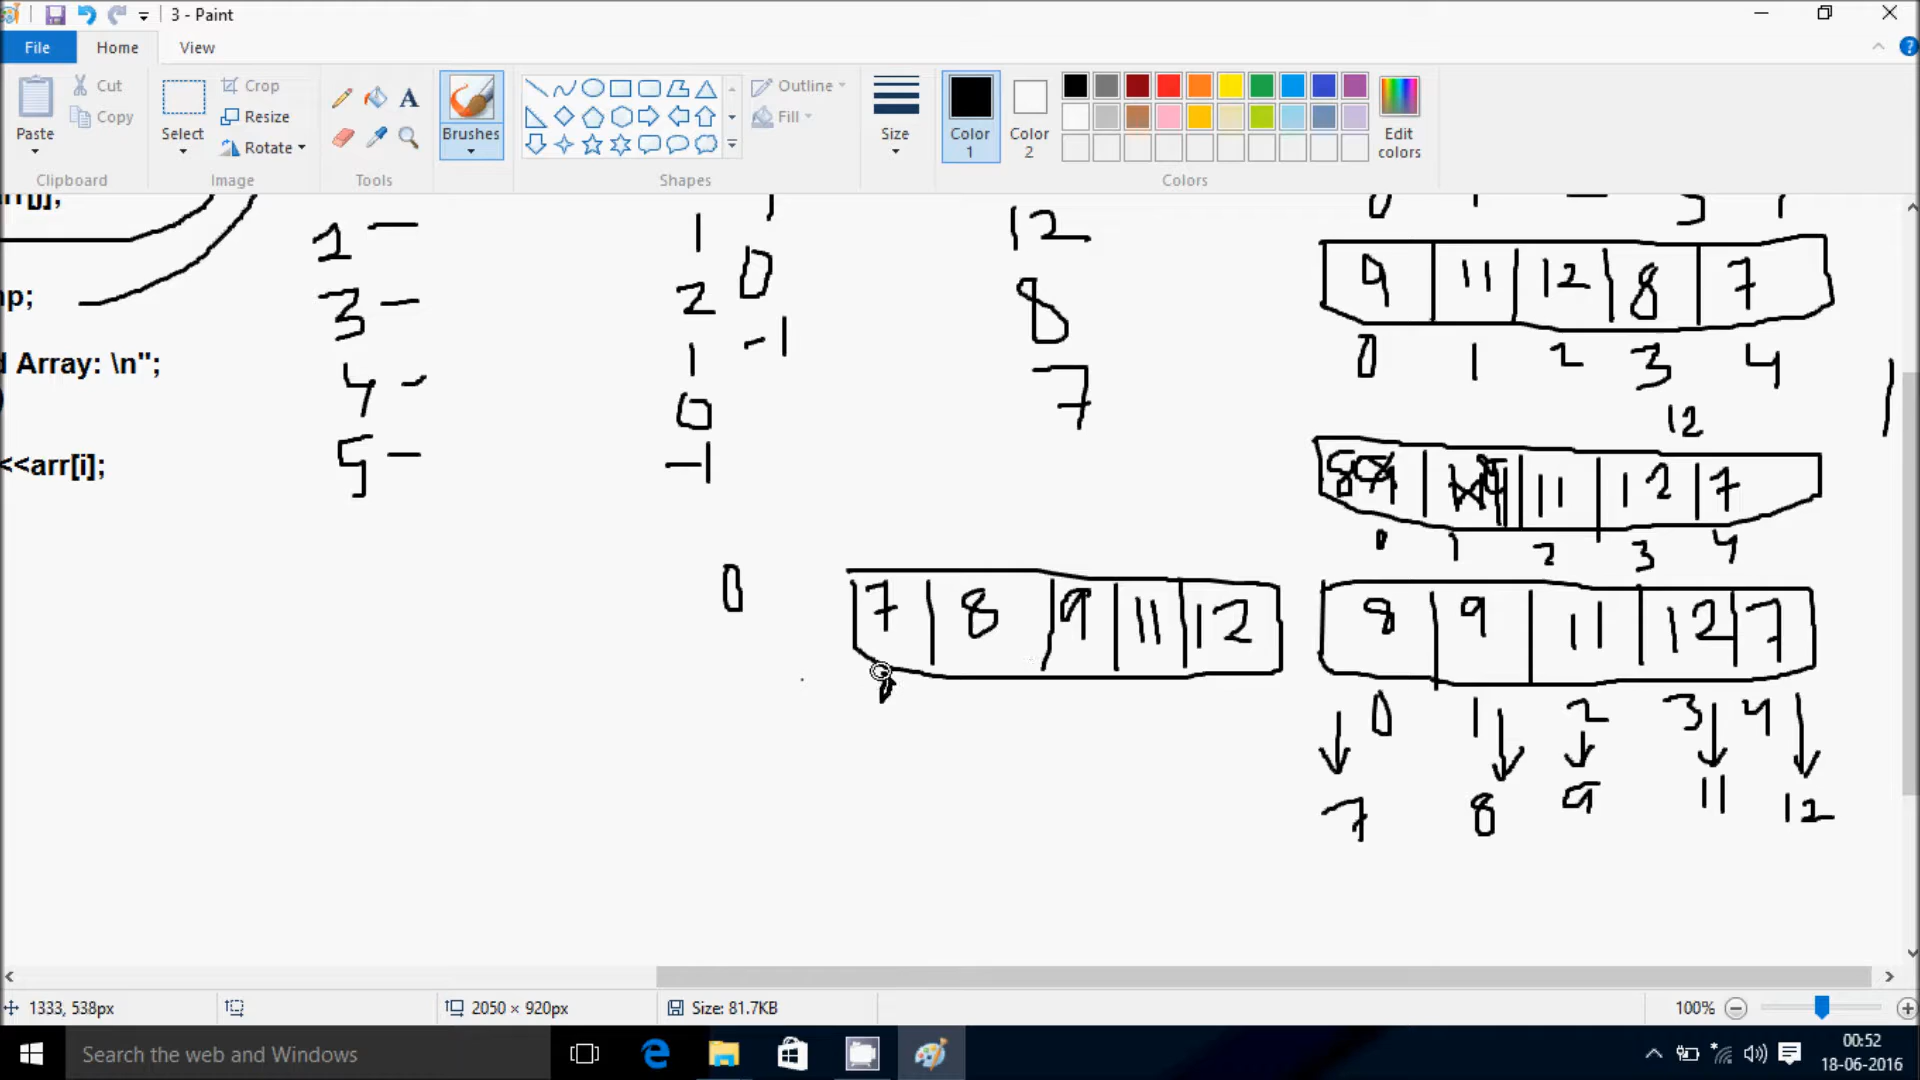 3 - Paint
File Home View
Paste
Cut
Copy
Clipboard
Select
Crop
Resize
Rotate
Image
Tools
Brushes
Shapes
Outline
Fill
Size
Color 1
Color 2
Edit colors
Colors
rr[j];
np;
d Array: \n";
<<arr[i];
2 —
3 —
4 —
5 —
1
2
1
0
-1
0
-1
12
8
7
9 11 12 8 7
0 1 2 3 4
12
1
11 12 7
0 1 2 3 4
0
7 8 9 11 12
0
8 9 11 12 7
0 1 2 3 4
7 8 9 11 12
1333, 538px
2050 × 920px
Size: 81.7KB
100%
Search the web and Windows
00:52
18-06-2016